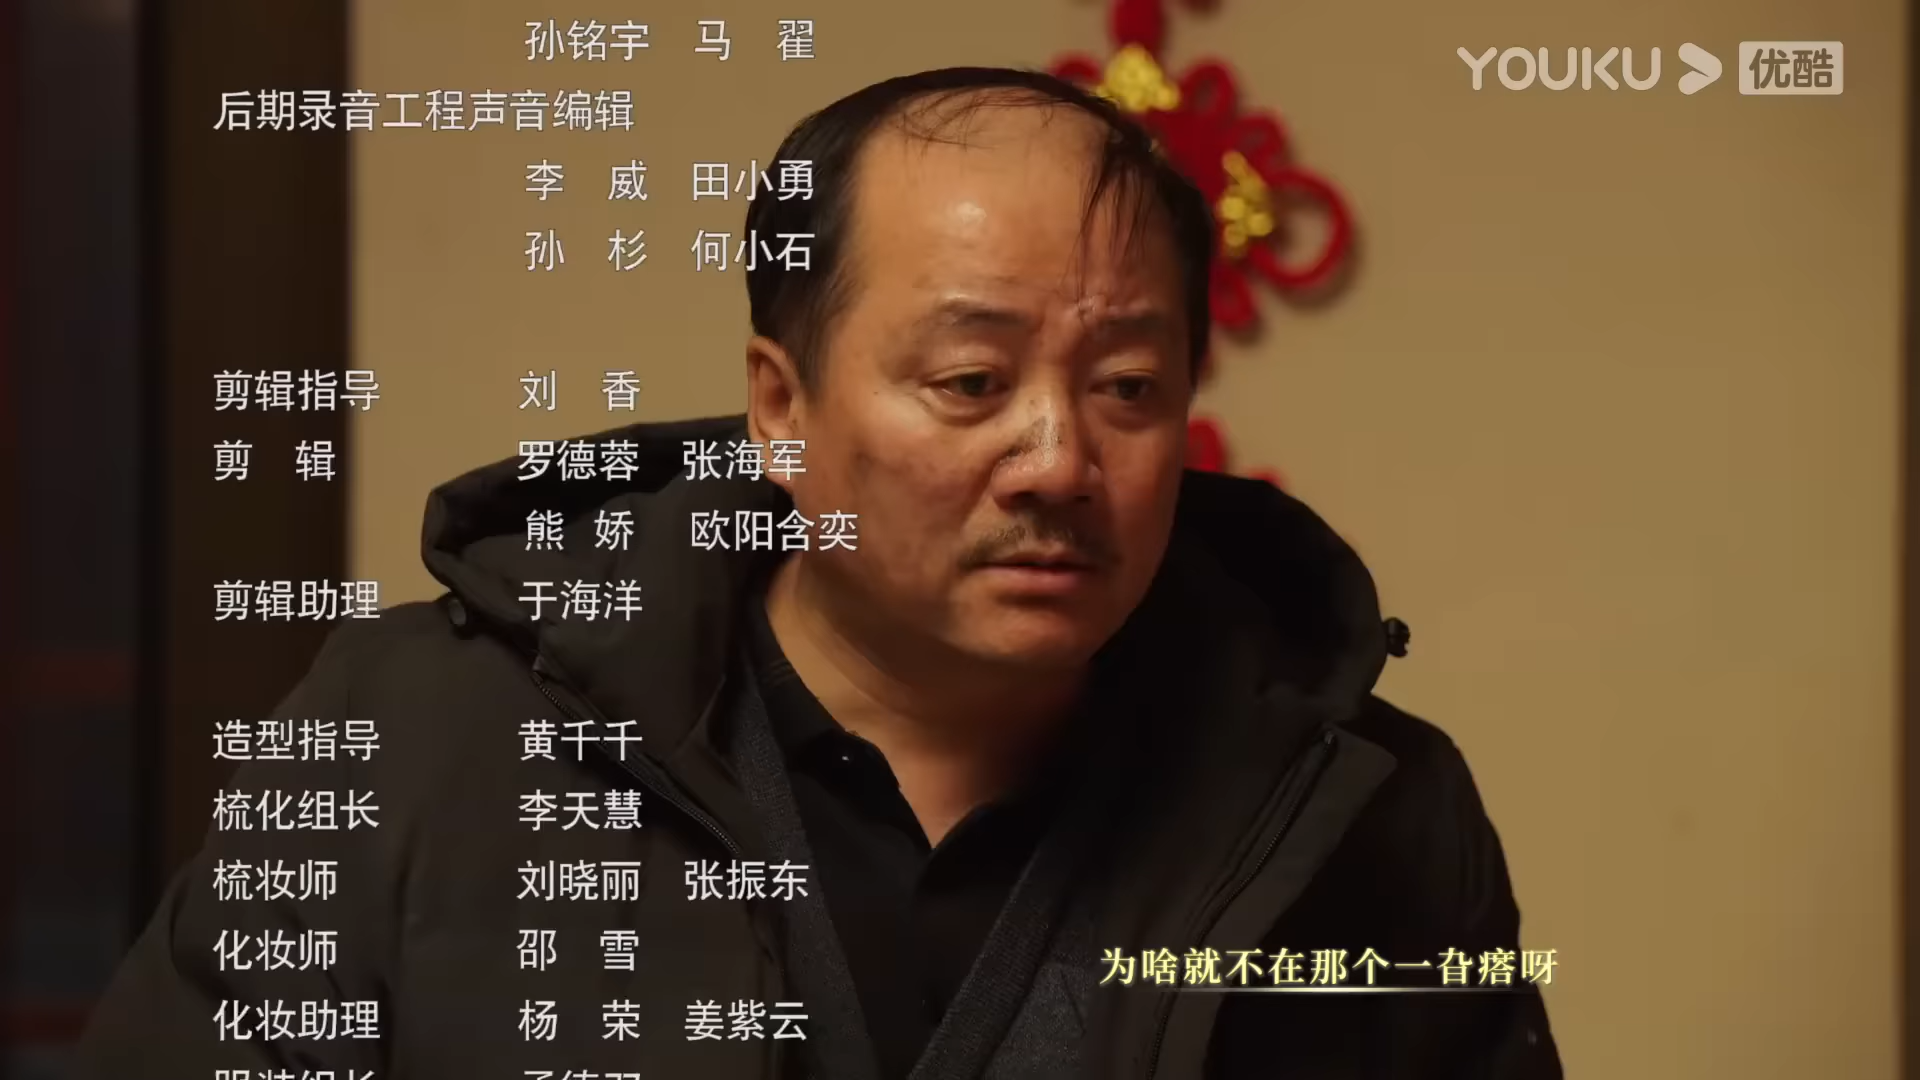 孙铭宇 马 翟
YOUKU 优酷
后期录音工程声音编辑
李 威 田小勇
孙 杉 何小石
剪辑指导 刘 香
剪 辑 罗德蓉 张海军
熊 娇 欧阳含奕
剪辑助理 于海洋
造型指导 黄千千
梳化组长 李天慧
梳妆师 刘晓丽 张振东
化妆师 邵 雪
为啥就不在那个一旮瘩呀
化妆助理 杨 荣 姜紫云